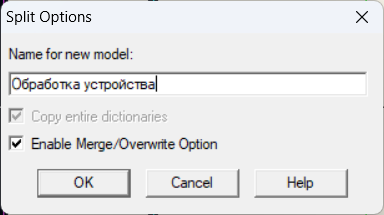 Split Options
Name for new model:
Обработка устройства
Copy entire dictionaries
Enable Merge/Overwrite Option
OK Cancel Help